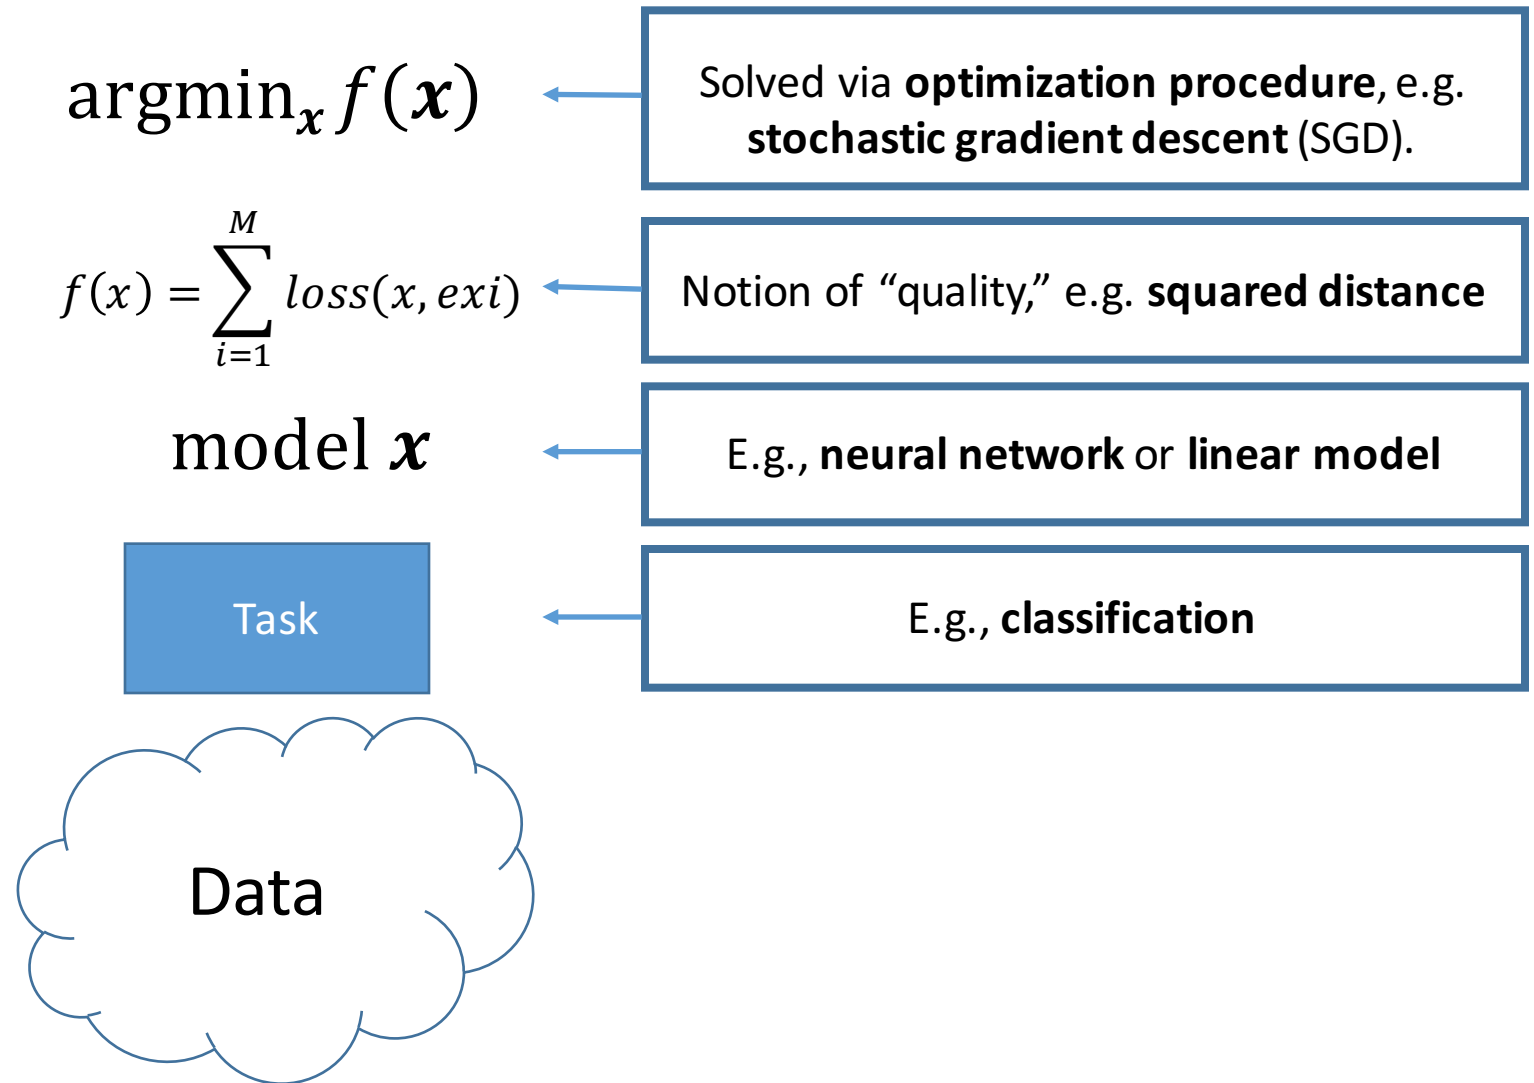 argminₓ f(x)
Solved via optimization procedure, e.g.
stochastic gradient descent (SGD).
f(x) = ∑_{i=1}^{M} loss(x, exi)
Notion of “quality,” e.g. squared distance
model x
E.g., neural network or linear model
Task
E.g., classification
Data